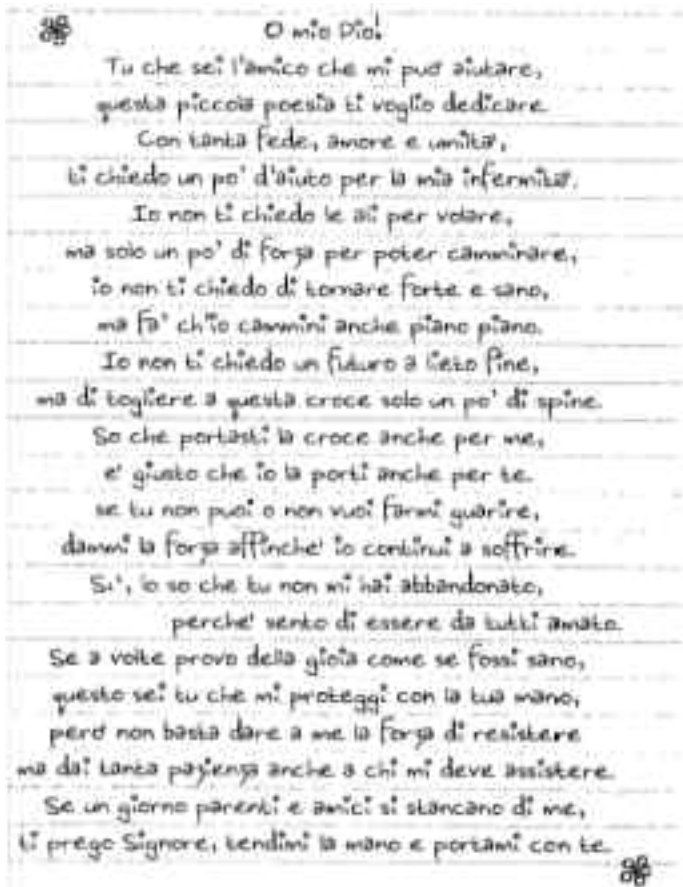 O mio Dio!
Tu che sei l'amico che mi può aiutare,
questa piccola poesia ti voglio dedicare.
Con tanta fede, amore e umiltà,
ti chiedo un po' d'aiuto per la mia infermità.
Io non ti chiedo le ali per volare,
ma solo un po' di forza per poter camminare,
io non ti chiedo di tornare forte e sano,
ma fa' ch'io cammini anche piano piano.
Io non ti chiedo un futuro a lieto fine,
ma di togliere a questa croce solo un po' di spine.
So che portasti la croce anche per me,
e' giusto che io la porti anche per te.
se tu non puoi o non vuoi farmi guarire,
dammi la forza affinche' io continui a soffrire.
Si', io so che tu non mi hai abbandonato,
perche' sento di essere da tutti amato.
Se a volte provo della gioia come se fossi sano,
questo sei tu che mi proteggi con la tua mano,
però non basta dare a me la forza di resistere
ma dai tanta pazienza anche a chi mi deve assistere.
Se un giorno parenti e amici si stancano di me,
ti prego Signore, tendimi la mano e portami con te.